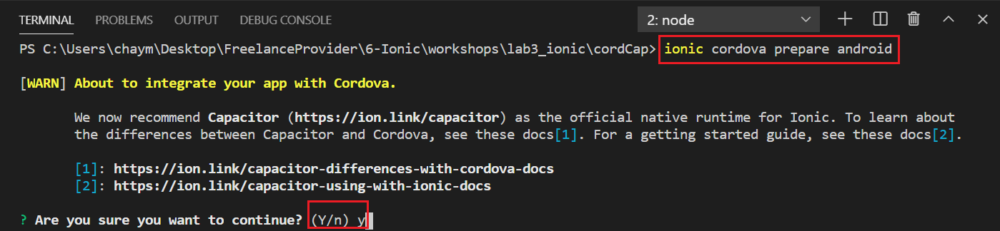 TERMINAL PROBLEMS OUTPUT DEBUG CONSOLE 2: node
PS C:\Users\chaym\Desktop\FreelanceProvider\6-Ionic\workshops\lab3_ionic\cordCap> ionic cordova prepare android
[WARN] About to integrate your app with Cordova.
We now recommend Capacitor (https://ion.link/capacitor) as the official native runtime for Ionic. To learn about
the differences between Capacitor and Cordova, see these docs[1]. For a getting started guide, see these docs[2].
[1]: https://ion.link/capacitor-differences-with-cordova-docs
[2]: https://ion.link/capacitor-using-with-ionic-docs
? Are you sure you want to continue? (Y/n) y